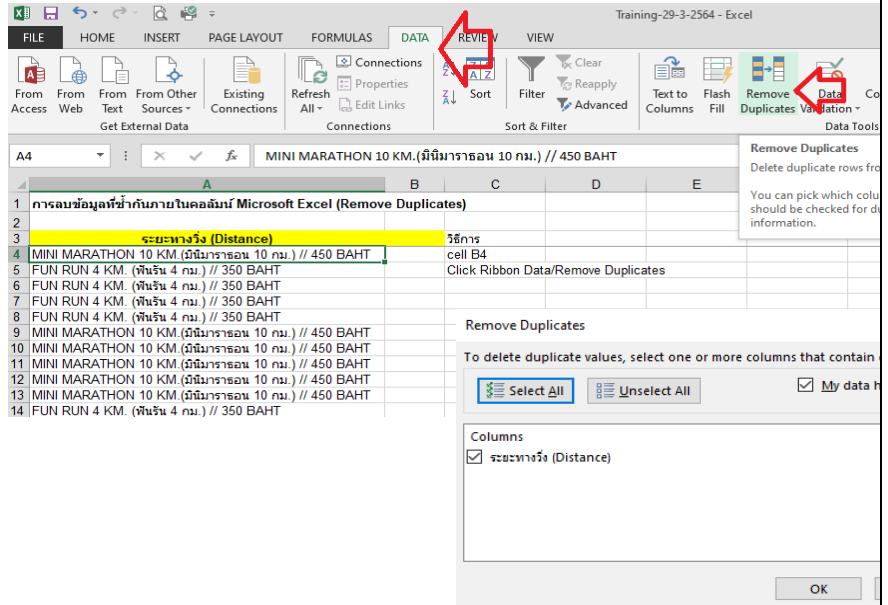 Training-29-3-2564 - Excel
FILE HOME INSERT PAGE LAYOUT FORMULAS DATA REVIEW VIEW
From Access
From Web
From Text
From Other Sources
Existing Connections
Get External Data
Refresh All
Connections
Properties
Edit Links
Connections
Sort
Filter
Clear
Reapply
Advanced
Sort & Filter
Text to Columns
Flash Fill
Remove Duplicates
Data Validation
Co
Data Tools
A4 fx MINI MARATHON 10 KM.(มินิมาราธอน 10 กม.) // 450 BAHT
Remove Duplicates
Delete duplicate rows fro
You can pick which colu
should be checked for du
information.
A B C D E
1 การลบข้อมูลที่ซ้ำกันภายในคอลัมน์ Microsoft Excel (Remove Duplicates)
2
3 ระยะทางวิ่ง (Distance) วิธีการ
4 MINI MARATHON 10 KM.(มินิมาราธอน 10 กม.) // 450 BAHT cell B4
5 FUN RUN 4 KM. (ฟันรัน 4 กม.) // 350 BAHT Click Ribbon Data/Remove Duplicates
6 FUN RUN 4 KM. (ฟันรัน 4 กม.) // 350 BAHT
7 FUN RUN 4 KM. (ฟันรัน 4 กม.) // 350 BAHT
8 FUN RUN 4 KM. (ฟันรัน 4 กม.) // 350 BAHT
9 MINI MARATHON 10 KM.(มินิมาราธอน 10 กม.) // 450 BAHT
10 MINI MARATHON 10 KM.(มินิมาราธอน 10 กม.) // 450 BAHT
11 MINI MARATHON 10 KM.(มินิมาราธอน 10 กม.) // 450 BAHT
12 MINI MARATHON 10 KM.(มินิมาราธอน 10 กม.) // 450 BAHT
13 MINI MARATHON 10 KM.(มินิมาราธอน 10 กม.) // 450 BAHT
14 FUN RUN 4 KM. (ฟันรัน 4 กม.) // 350 BAHT
Remove Duplicates
To delete duplicate values, select one or more columns that contain
Select All Unselect All My data h
Columns
ระยะทางวิ่ง (Distance)
OK